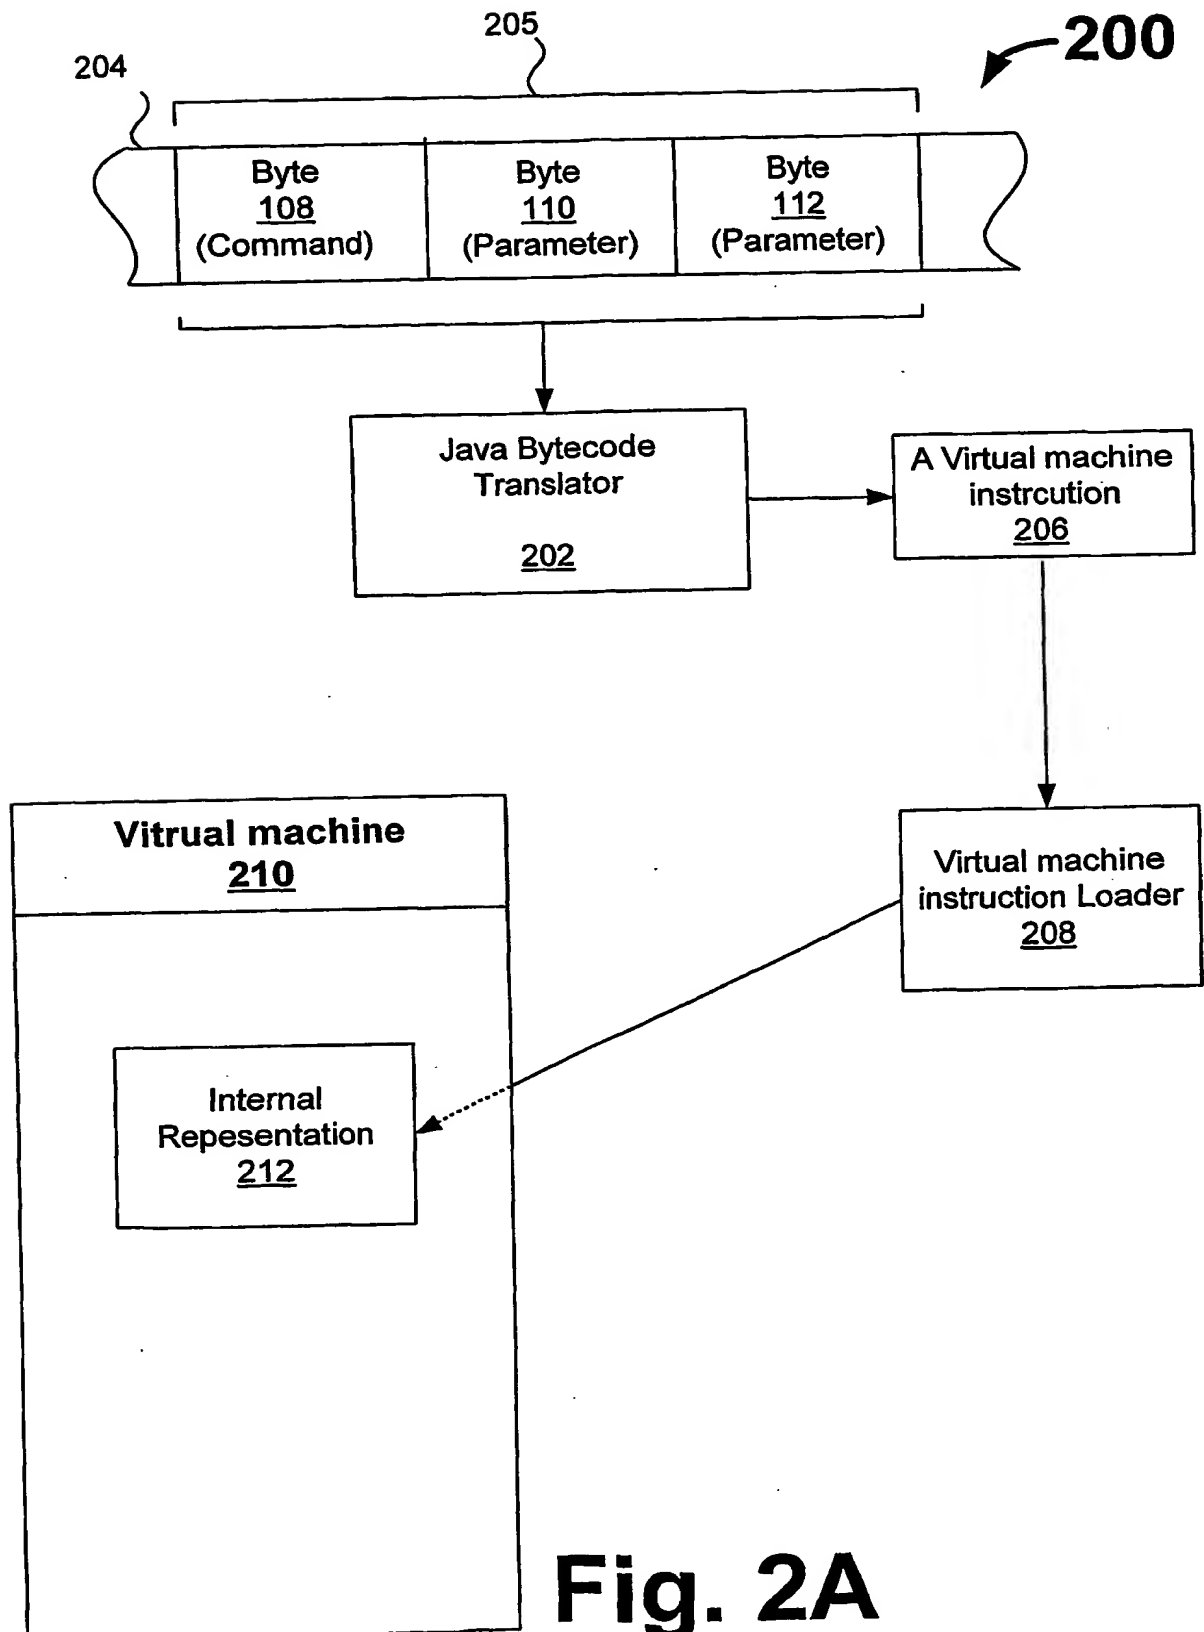 205
200
204
Byte
108
(Command)
Byte
110
(Parameter)
Byte
112
(Parameter)
Java Bytecode
Translator
202
A Virtual machine
instrcution
206
Vitrual machine
210
Virtual machine
instruction Loader
208
Internal
Repesentation
212
Fig. 2A